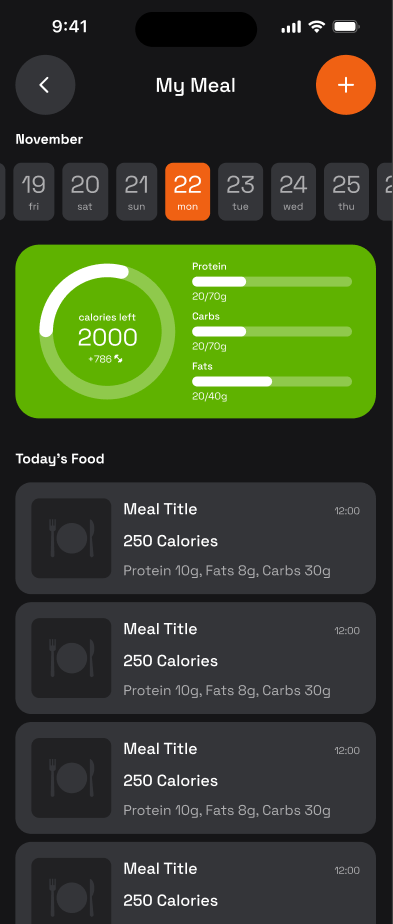 9:41
My Meal
November
19 20 21 22 23 24 25
fri sat sun mon tue wed thu
Protein
20/70g
Carbs
20/70g
Fats
20/40g
calories left
2000
+786
Today's Food
Meal Title 12:00
250 Calories
Protein 10g, Fats 8g, Carbs 30g
Meal Title 12:00
250 Calories
Protein 10g, Fats 8g, Carbs 30g
Meal Title 12:00
250 Calories
Protein 10g, Fats 8g, Carbs 30g
Meal Title 12:00
250 Calories